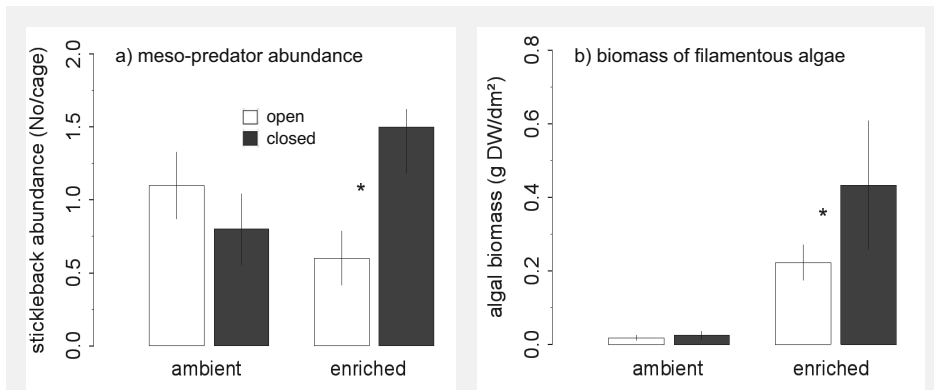 a) meso-predator abundance
stickleback abundance (No/cage)
2.0
1.5
1.0
0.5
0.0
open
closed
*
ambient
enriched
b) biomass of filamentous algae
algal biomass (g DW/dm²)
0.8
0.6
0.4
0.2
0.0
*
ambient
enriched